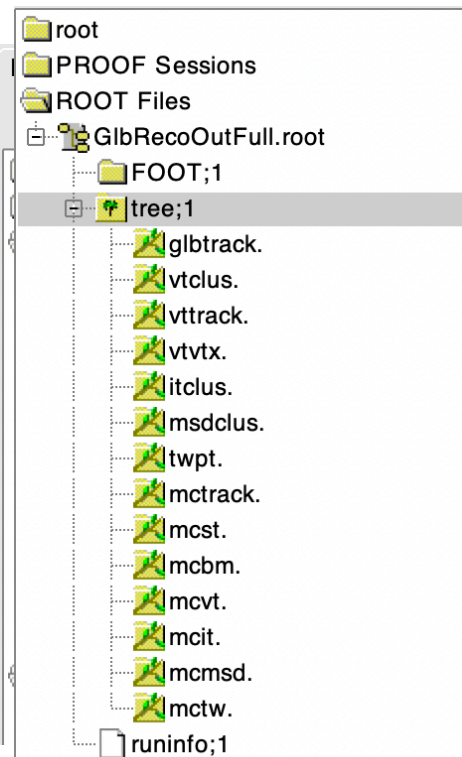 root
PROOF Sessions
ROOT Files
GlbRecoOutFull.root
FOOT;1
tree;1
glbtrack.
vtclus.
vttrack.
vtvtx.
itclus.
msdclus.
twpt.
mctrack.
mcst.
mcbm.
mcvt.
mcit.
mcmsd.
mctw.
runinfo;1